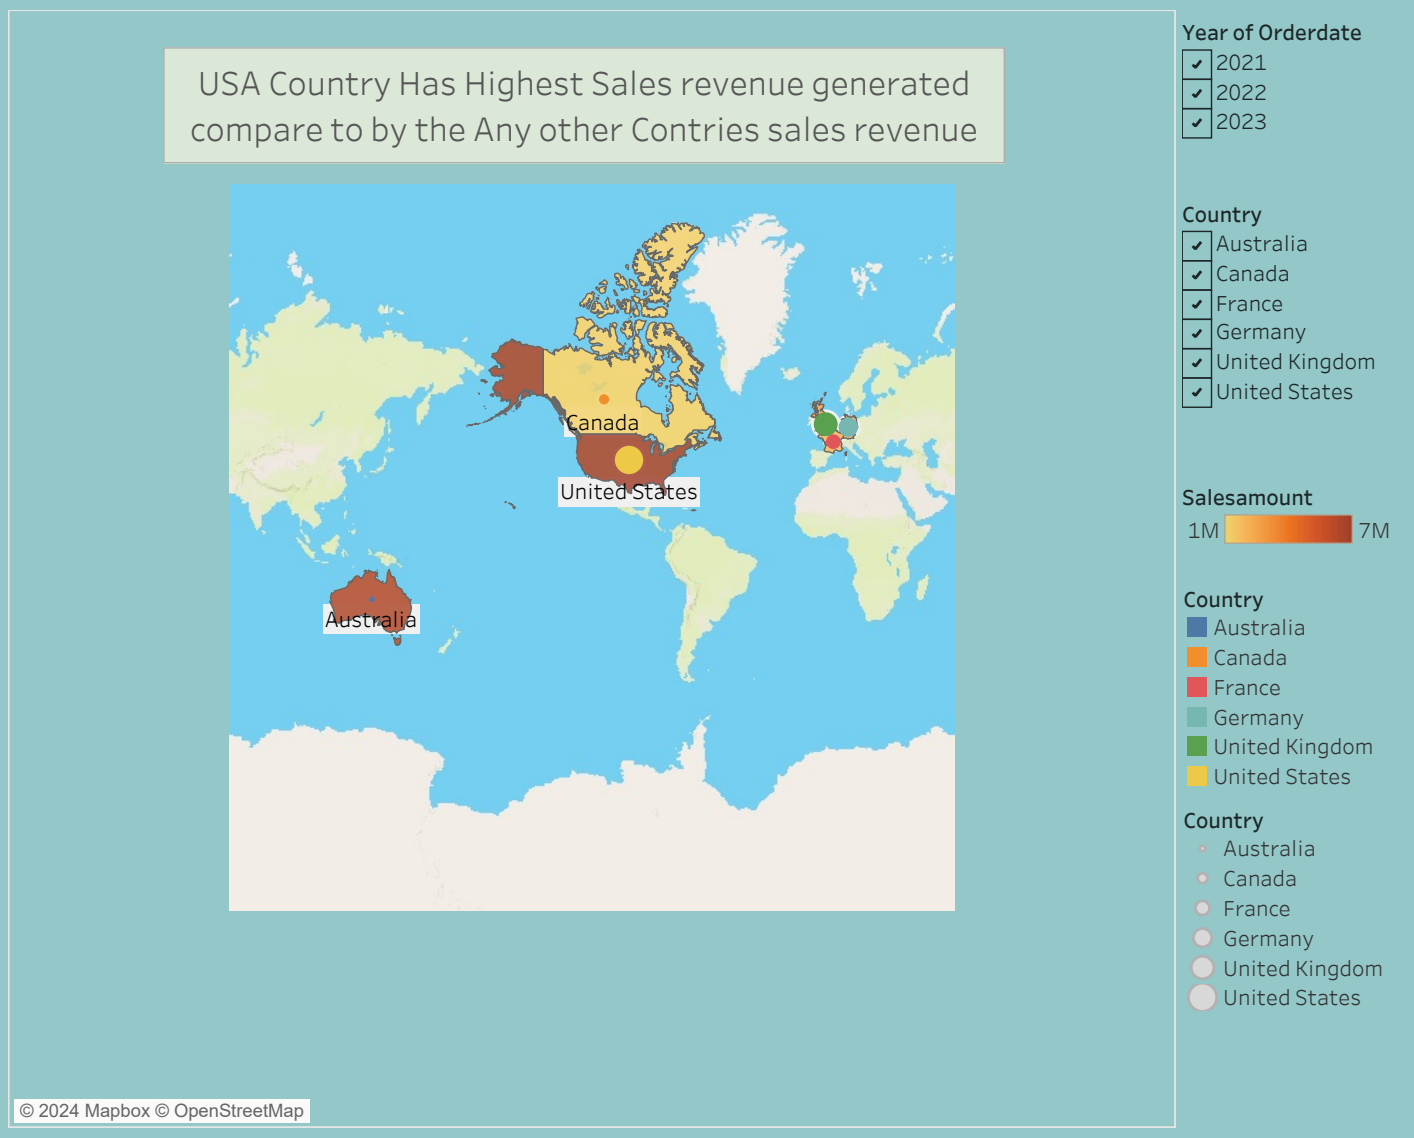 USA Country Has Highest Sales revenue generated
compare to by the Any other Contries sales revenue
Canada
United States
Australia
© 2024 Mapbox © OpenStreetMap
Year of Orderdate
2021
2022
2023
Country
Australia
Canada
France
Germany
United Kingdom
United States
Salesamount
1M 7M
Country
Australia
Canada
France
Germany
United Kingdom
United States
Country
Australia
Canada
France
Germany
United Kingdom
United States